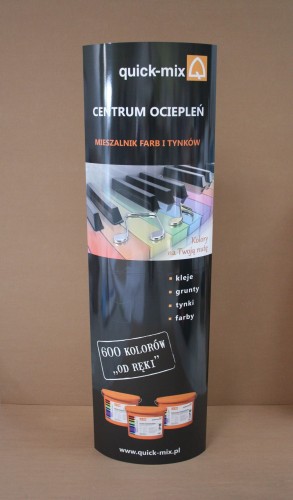 quick-mix
CENTRUM OCIEPLEŃ
MIESZALNIK FARB I TYNKÓW
Kolory
na Twoją nutę
kleje
grunty
tynki
farby
600 KOLORÓW
„OD RĘKI"
www.quick-mix.pl